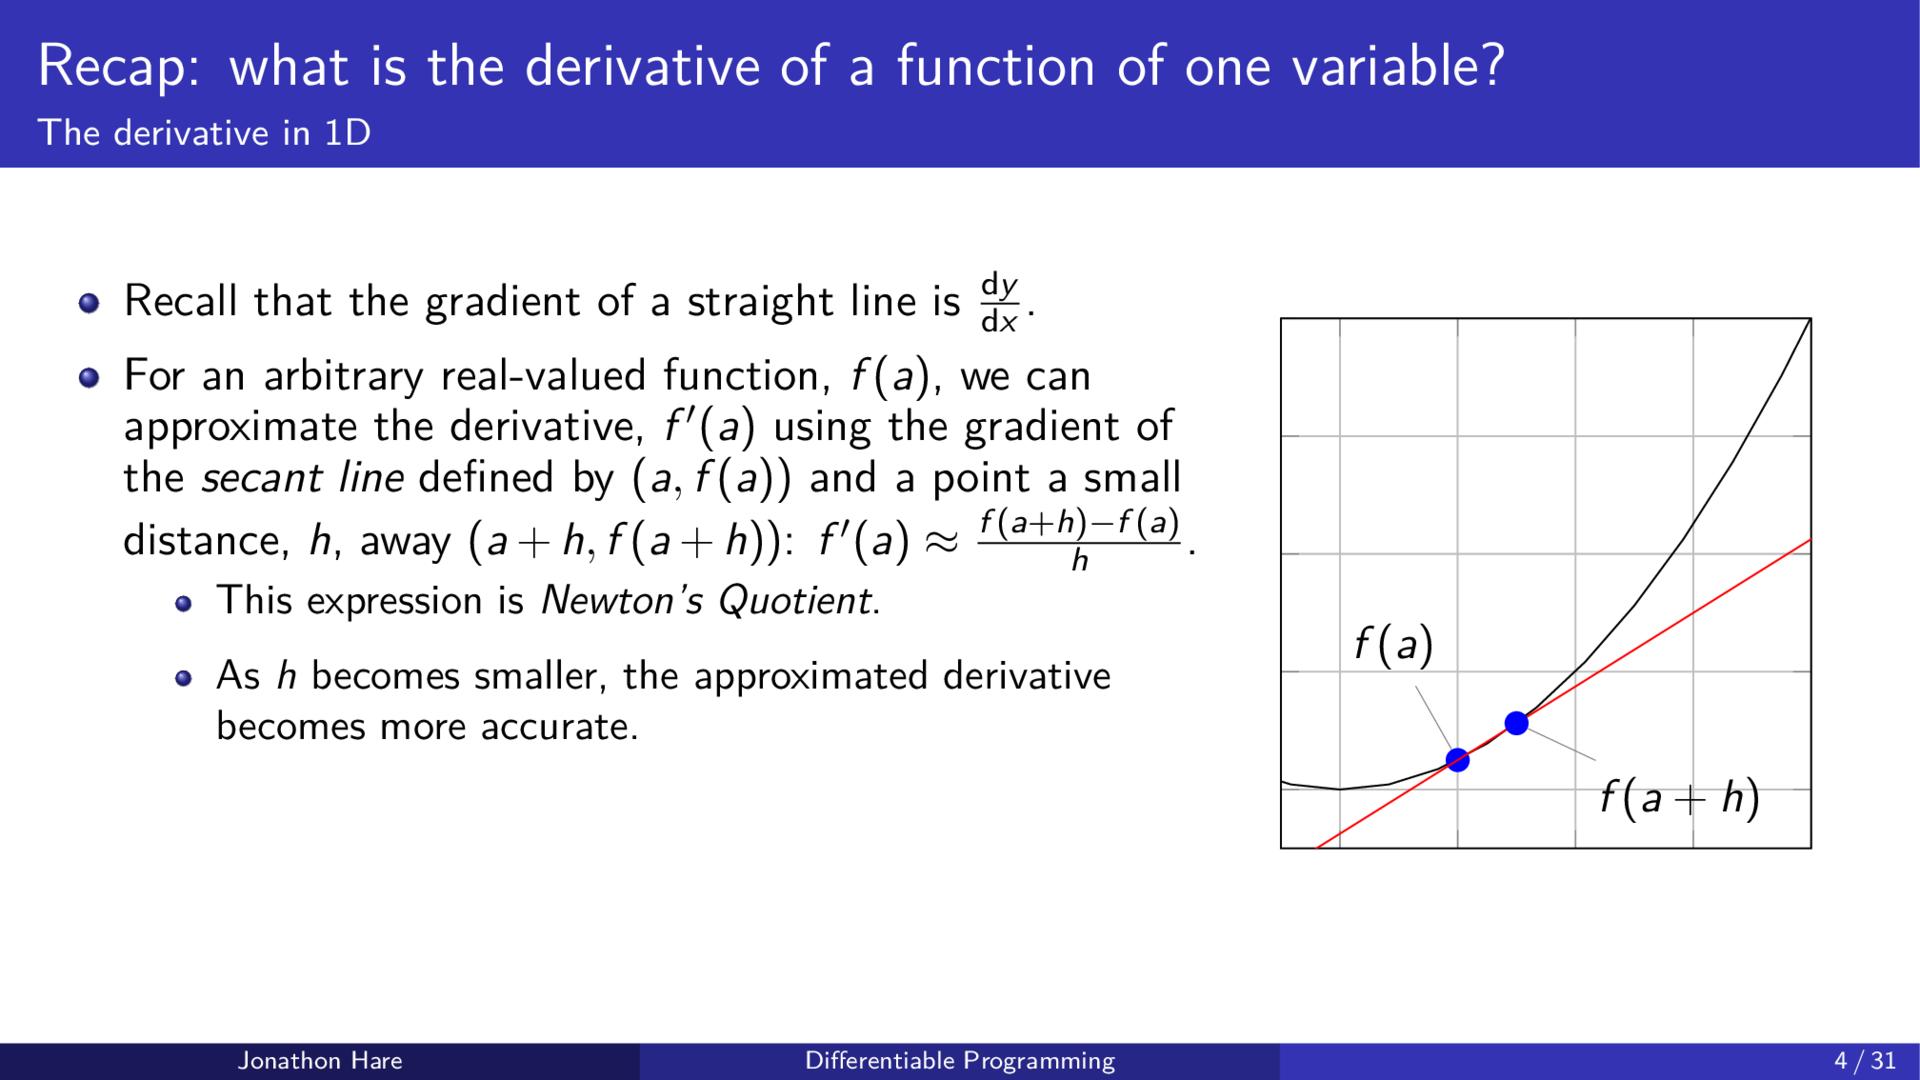 Recap: what is the derivative of a function of one variable?
The derivative in 1D
Recall that the gradient of a straight line is dy/dx.
For an arbitrary real-valued function, f(a), we can
approximate the derivative, f′(a) using the gradient of
the secant line defined by (a, f(a)) and a point a small
distance, h, away (a + h, f(a + h)): f′(a) ≈ f(a+h)−f(a)/h.
This expression is Newton's Quotient.
As h becomes smaller, the approximated derivative
becomes more accurate.
f(a)
f(a + h)
Jonathon Hare
Differentiable Programming
4 / 31